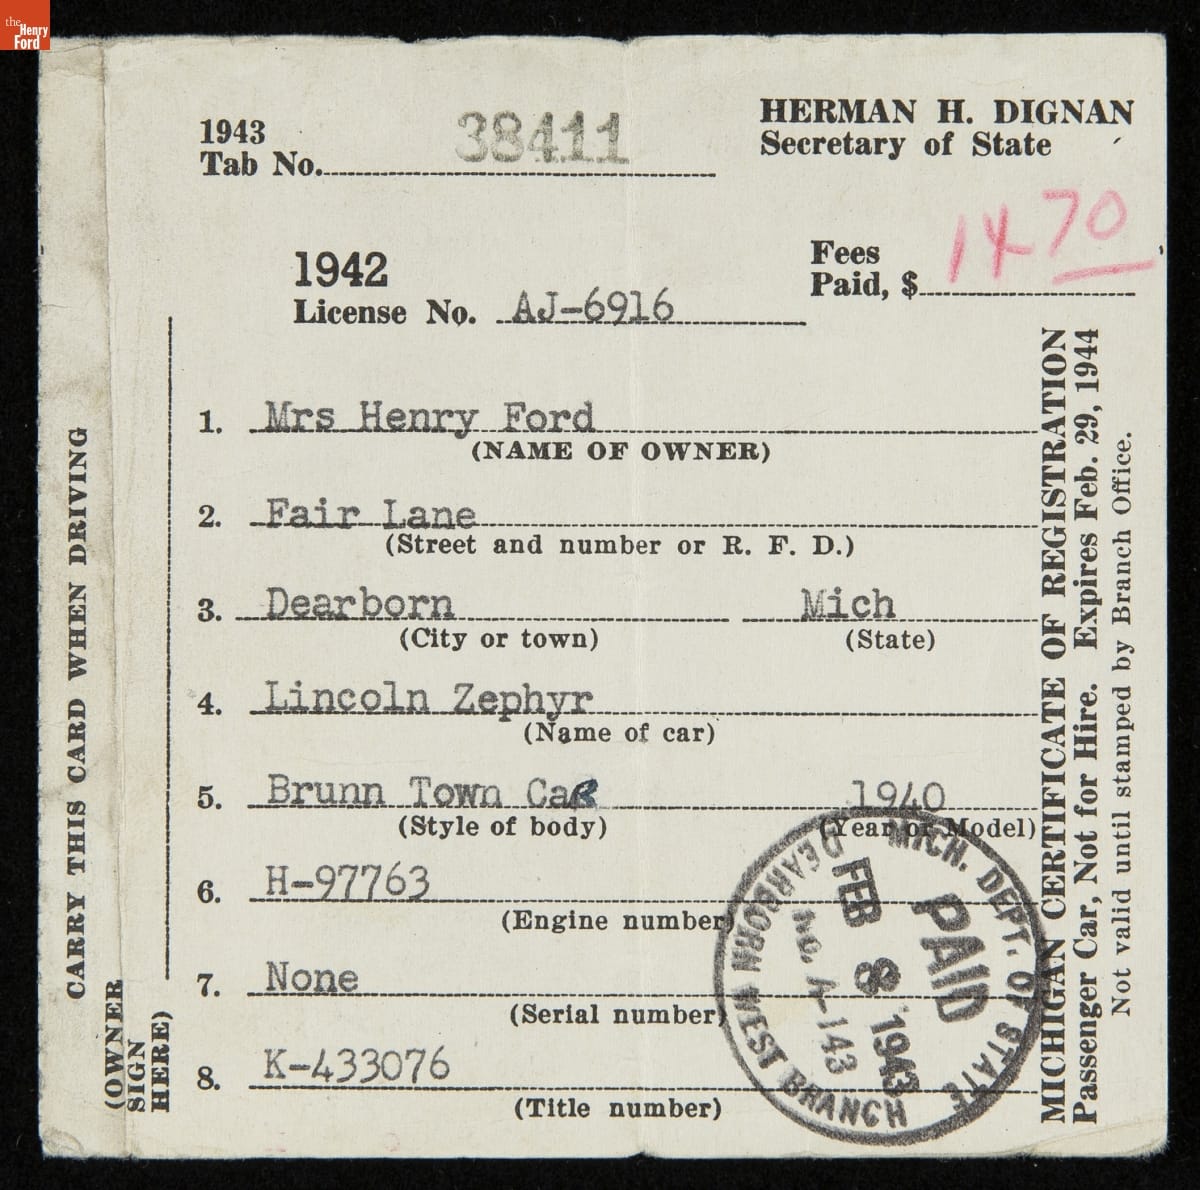 the
Henry
Ford
1943
Tab No. 38411
HERMAN H. DIGNAN
Secretary of State
1942
License No. AJ-6916
Fees
Paid, $ 14 70
1. Mrs Henry Ford
(NAME OF OWNER)
2. Fair Lane
(Street and number or R. F. D.)
3. Dearborn Mich
(City or town) (State)
4. Lincoln Zephyr
(Name of car)
5. Brunn Town Car 1940
(Style of body) (Year or Model)
6. H-97763
(Engine number)
7. None
(Serial number)
8. K-433076
(Title number)
CARRY THIS CARD WHEN DRIVING
(OWNER
SIGN
HERE)
MICHIGAN CERTIFICATE OF REGISTRATION
Passenger Car, Not for Hire. Expires Feb. 29, 1944
Not valid until stamped by Branch Office.
MICH. DEPT. OF STATE
PAID
FEB 8 1943
No. A-143
DEARBORN WEST BRANCH